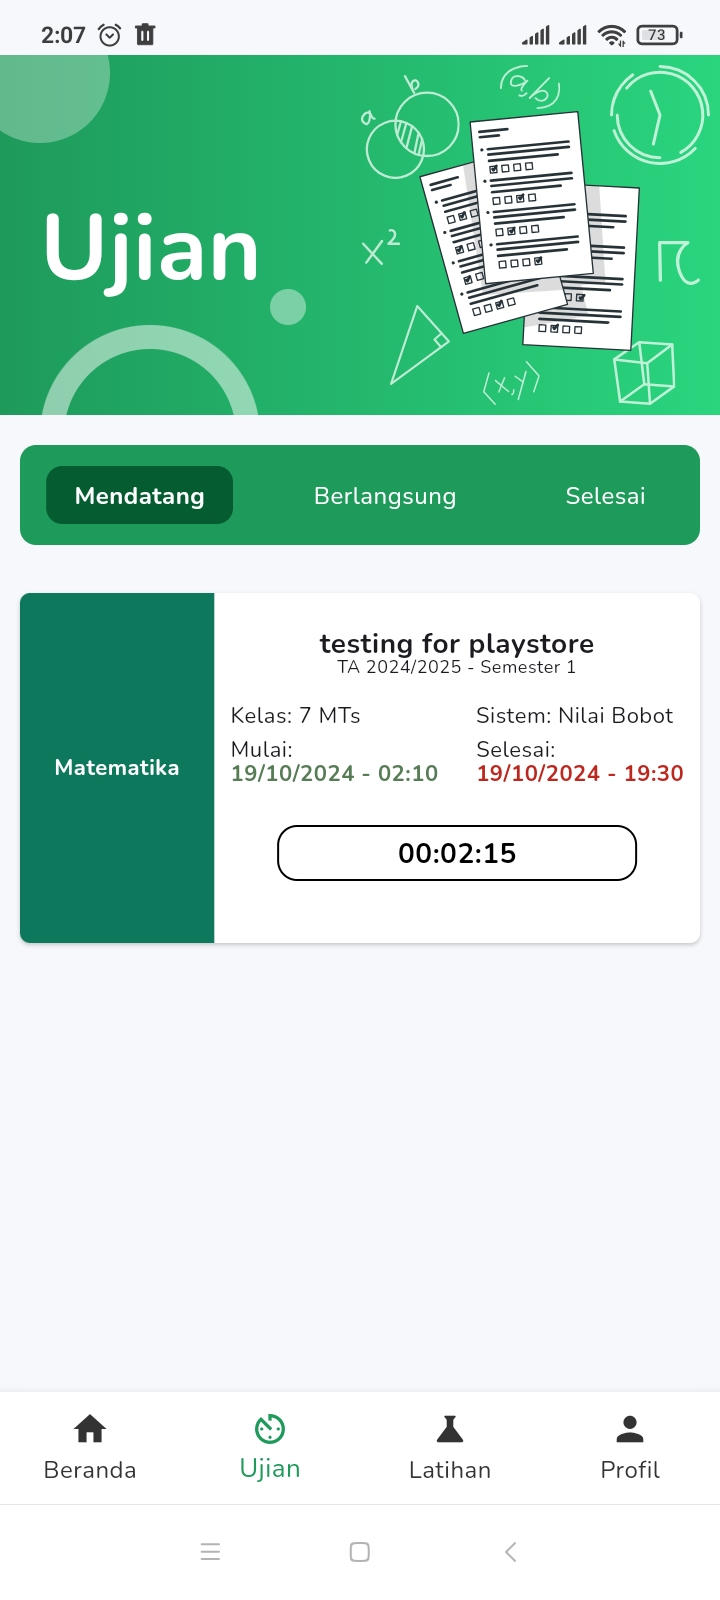 2:07
73
a
b
(a,b)
Ujian
x²
(x,y)
Mendatang
Berlangsung
Selesai
testing for playstore
TA 2024/2025 - Semester 1
Matematika
Kelas: 7 MTs
Sistem: Nilai Bobot
Mulai:
19/10/2024 - 02:10
Selesai:
19/10/2024 - 19:30
00:02:15
Beranda
Ujian
Latihan
Profil